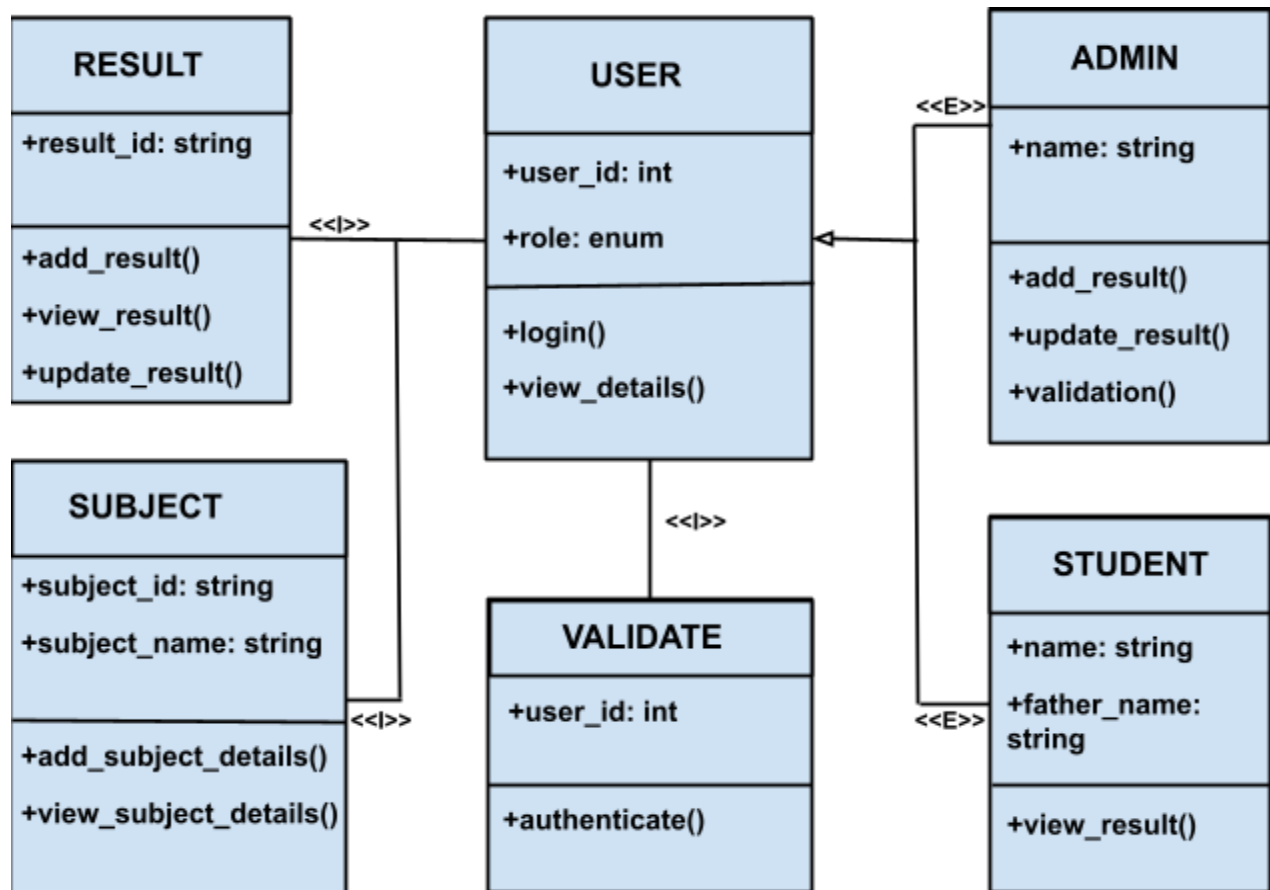 RESULT
+result_id: string
+add_result()
+view_result()
+update_result()
<<I>>
USER
+user_id: int
+role: enum
+login()
+view_details()
<<E>>
ADMIN
+name: string
+add_result()
+update_result()
+validation()
SUBJECT
+subject_id: string
+subject_name: string
+add_subject_details()
+view_subject_details()
<<I>>
<<I>>
VALIDATE
+user_id: int
+authenticate()
<<E>>
STUDENT
+name: string
+father_name:
string
+view_result()